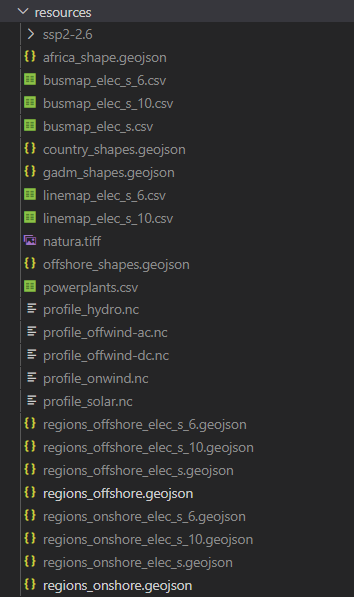 resources
ssp2-2.6
africa_shape.geojson
busmap_elec_s_6.csv
busmap_elec_s_10.csv
busmap_elec_s.csv
country_shapes.geojson
gadm_shapes.geojson
linemap_elec_s_6.csv
linemap_elec_s_10.csv
natura.tiff
offshore_shapes.geojson
powerplants.csv
profile_hydro.nc
profile_offwind-ac.nc
profile_offwind-dc.nc
profile_onwind.nc
profile_solar.nc
regions_offshore_elec_s_6.geojson
regions_offshore_elec_s_10.geojson
regions_offshore_elec_s.geojson
regions_offshore.geojson
regions_onshore_elec_s_6.geojson
regions_onshore_elec_s_10.geojson
regions_onshore_elec_s.geojson
regions_onshore.geojson